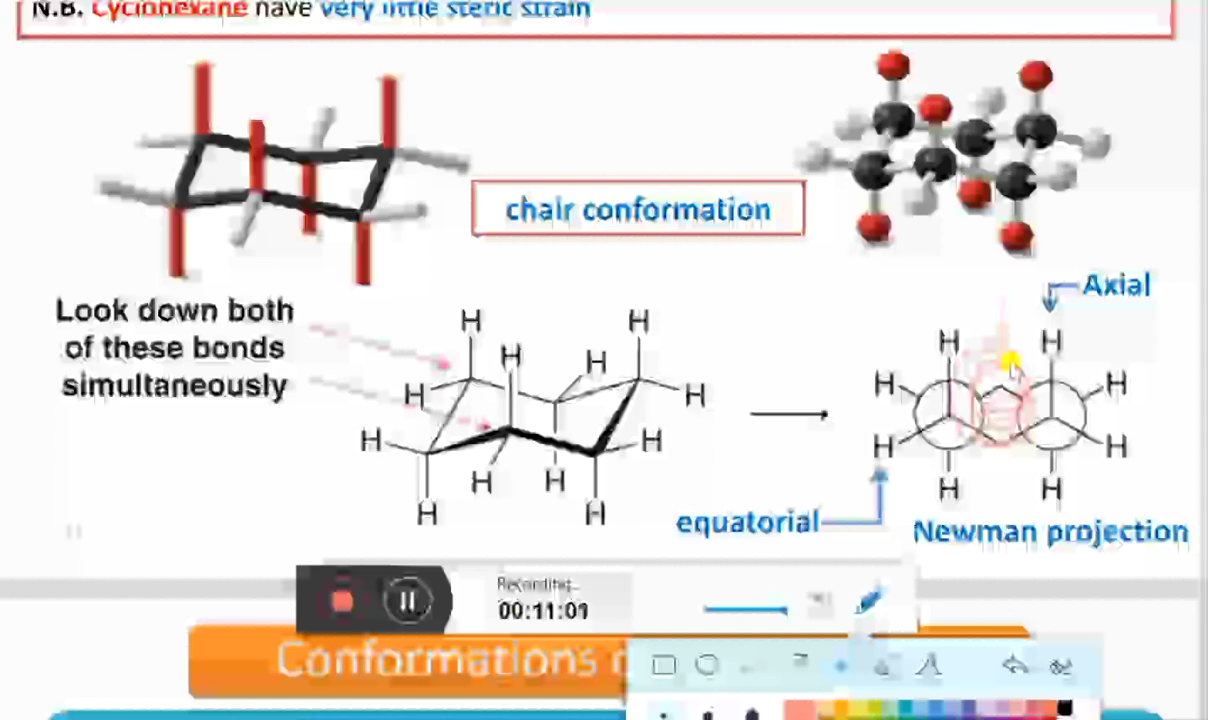 N.B. Cyclohexane have very little steric strain
chair conformation
Look down both
of these bonds
simultaneously
H H
H H
H H
H H
H H
H H
Axial
H H
H H
H H
H H
equatorial
Newman projection
Recording...
00:11:01
Conformations